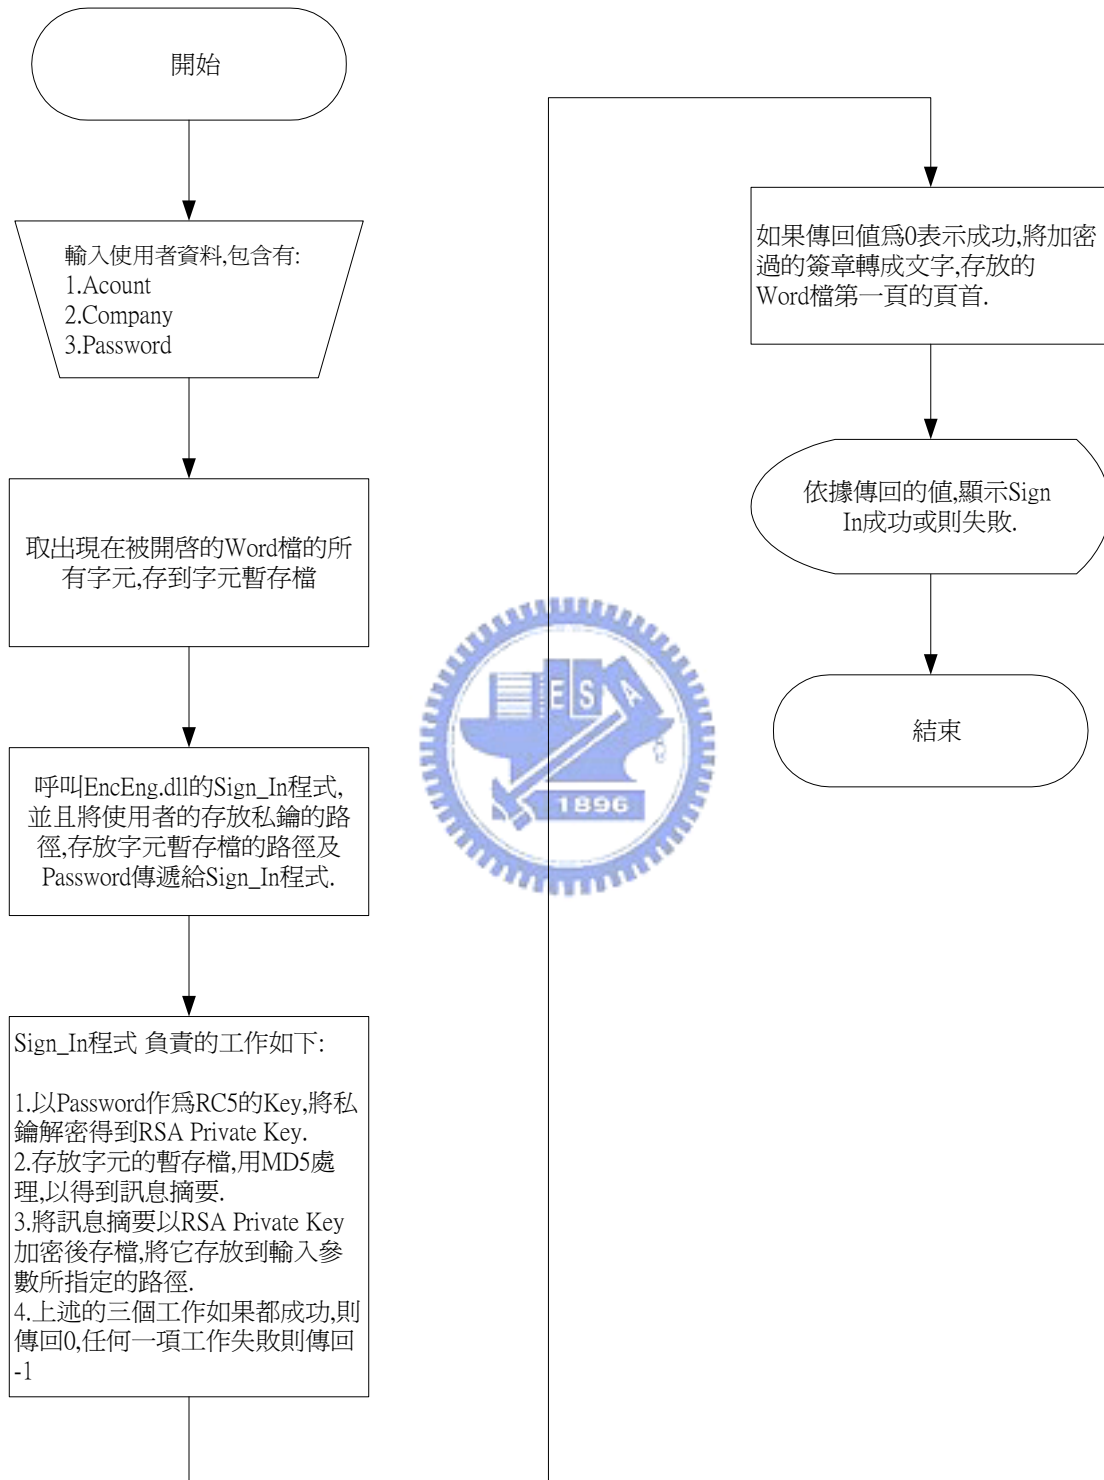 開始
輸入使用者資料,包含有:
1.Acount
2.Company
3.Password
取出現在被開啓的Word檔的所
有字元,存到字元暫存檔
呼叫EncEng.dll的Sign_In程式,
並且將使用者的存放私鑰的路
徑,存放字元暫存檔的路徑及
Password傳遞給Sign_In程式.
Sign_In程式 負責的工作如下:
1.以Password作爲RC5的Key,將私
鑰解密得到RSA Private Key.
2.存放字元的暫存檔,用MD5處
理,以得到訊息摘要.
3.將訊息摘要以RSA Private Key
加密後存檔,將它存放到輸入參
數所指定的路徑.
4.上述的三個工作如果都成功,則
傳回0,任何一項工作失敗則傳回
-1
如果傳回值爲0表示成功,將加密
過的簽章轉成文字,存放的
Word檔第一頁的頁首.
依據傳回的值,顯示Sign
In成功或則失敗.
結束
E S A
1896